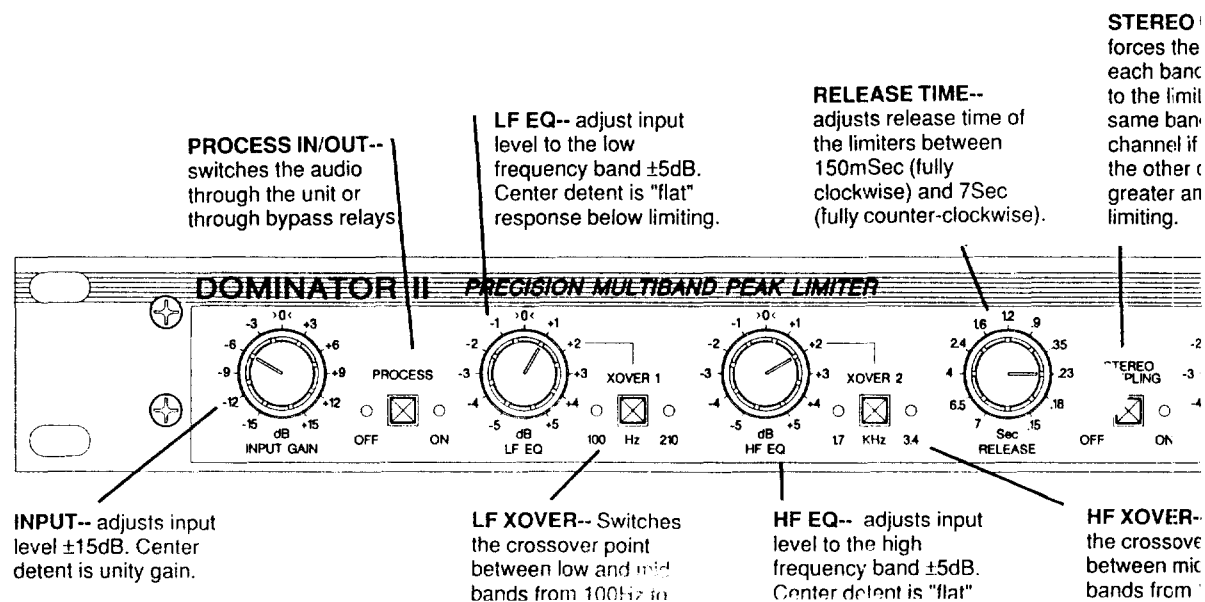 STEREO
forces the
each
to the
same
channel if
the other
greater
limiting.
RELEASE TIME--
adjusts release time of
the limiters between
150mSec (fully
clockwise) and 7Sec
(fully counter-clockwise).
LF EQ-- adjust input
level to the low
frequency band ±5dB.
Center detent is "flat"
response below limiting.
PROCESS IN/OUT--
switches the audio
through the unit or
through bypass relays
DOMINATOR II PRECISION MULTIBAND PEAK LIMITER
>0<
-3 +3
-6 +6
-9 +9
-12 +12
-15 +15
dB
INPUT GAIN
PROCESS
OFF ON
>0<
-1 +1
-2 +2
-3 +3
-4 +4
-5 +5
dB
LF EQ
XOVER 1
100 Hz 210
>0<
-1 +1
-2 +2
-3 +3
-4 +4
-5 +5
dB
HF EQ
XOVER 2
1.7 KHz 3.4
1.2
1.6 .9
2.4 .35
4 .23
6.5 .18
7 .15
Sec
RELEASE
OFF
-2
-3
-4
INPUT-- adjusts input
level ±15dB. Center
detent is unity gain.
LF XOVER-- Switches
the crossover point
between low and mid
bands from 100Hz to
HF EQ-- adjusts input
level to the high
frequency band ±5dB.
Center detent is "flat"
HF XOVER-
the
between
bands from